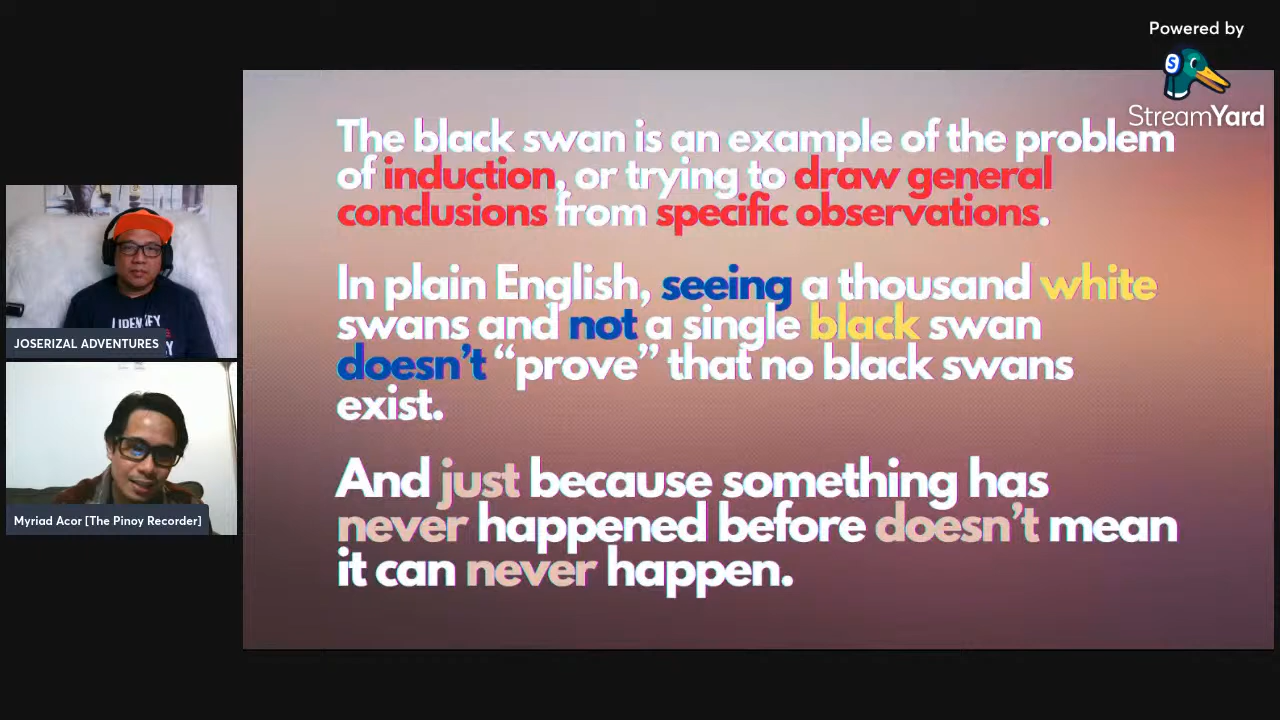 Powered by
StreamYard
The black swan is an example of the problem
of induction, or trying to draw general
conclusions from specific observations.
In plain English, seeing a thousand white
swans and not a single black swan
doesn't “prove” that no black swans
exist.
And just because something has
never happened before doesn't mean
it can never happen.
JOSERIZAL ADVENTURES
Myriad Acor [The Pinoy Recorder]